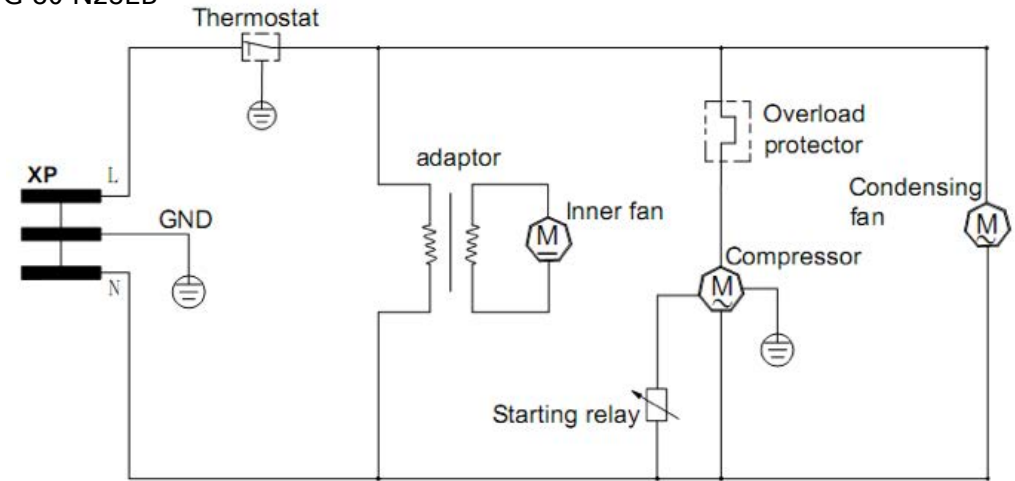 Thermostat
Overload
protector
adaptor
XP
L
Condensing
fan
GND
Inner fan
M
M
Compressor
N
M
Starting relay